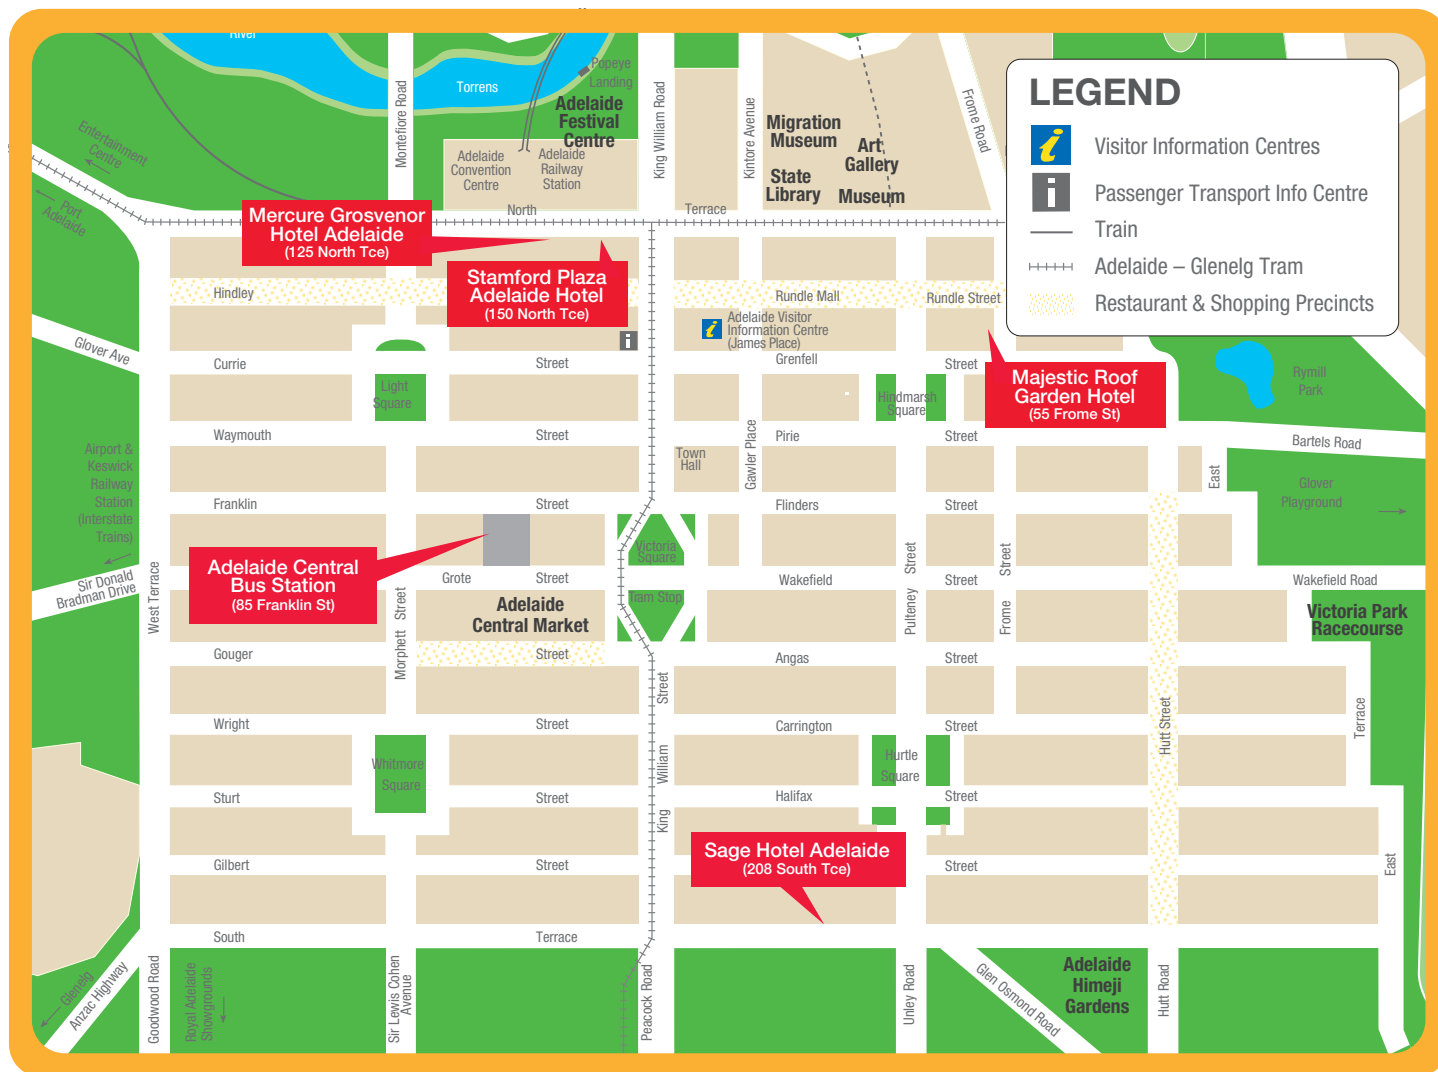 River
Torrens
Popeye
Landing
Adelaide
Festival
Centre
Montefiore Road
King William Road
Kintore Avenue
Frome Road
Entertainment
Centre
Port
Adelaide
Adelaide
Convention
Centre
Adelaide
Railway
Station
Migration
Museum
Art
Gallery
State
Library
Museum
North
Terrace
LEGEND
Visitor Information Centres
Passenger Transport Info Centre
Train
Adelaide – Glenelg Tram
Restaurant & Shopping Precincts
Mercure Grosvenor
Hotel Adelaide
(125 North Tce)
Stamford Plaza
Adelaide Hotel
(150 North Tce)
Hindley
Rundle Mall
Rundle Street
Adelaide Visitor
Information Centre
(James Place)
Glover Ave
Currie
Street
Grenfell
Street
Majestic Roof
Garden Hotel
(55 Frome St)
Rymill
Park
Light
Square
Hindmarsh
Square
Waymouth
Street
Pirie
Street
Bartels Road
Airport &
Keswick
Railway
Station
(Interstate
Trains)
Town
Hall
Gawler Place
East
Glover
Playground
Franklin
Street
Flinders
Street
Victoria
Square
Adelaide Central
Bus Station
(85 Franklin St)
Sir Donald
Bradman Drive
West Terrace
Grote
Street
Wakefield
Street
Wakefield Road
Pulteney Street
Frome Street
Morphett Street
Adelaide
Central Market
Tram Stop
Victoria Park
Racecourse
Gouger
Street
Angas
Street
King William Street
Hutt Street
Terrace
Wright
Street
Carrington
Street
Whitmore
Square
Hurtle
Square
Sturt
Street
Halifax
Street
Sage Hotel Adelaide
(208 South Tce)
Gilbert
Street
Street
East
South
Terrace
Glenelg
Anzac Highway
Goodwood Road
Royal Adelaide
Showgrounds
Sir Lewis Cohen
Avenue
Peacock Road
Unley Road
Glen Osmond Road
Adelaide
Himeji
Gardens
Hutt Road